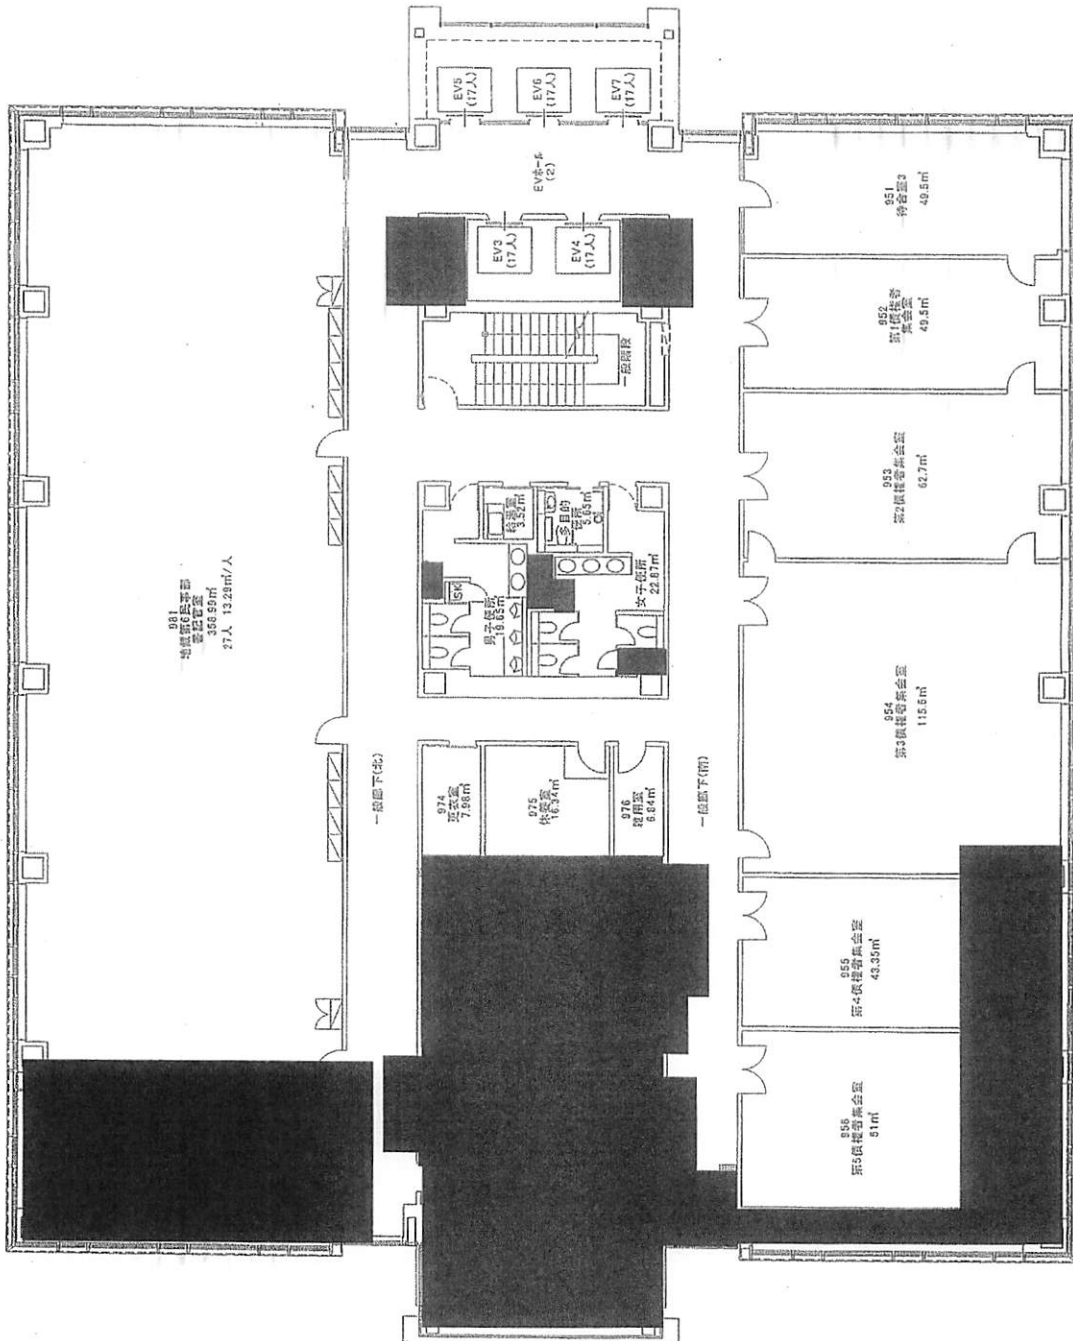 EV5
(17人)
EV6
(17人)
EV7
(17人)
EVホール
(2)
EV3
(17人)
EV4
(17人)
一般階段
951
待合室3
49.5㎡
952
第1債権者
集会室
49.5㎡
953
第2債権者集会室
62.7㎡
954
第3債権者集会室
115.6㎡
955
第4債権者集会室
43.35㎡
956
第5債権者集会室
51㎡
981
地裁第6民事部
書記官室
358.99㎡
27人 13.29㎡/人
給湯室
3.52㎡
多目的
便所
5.65㎡
SK
男子便所
19.65㎡
女子便所
22.87㎡
一般廊下(北)
974
更衣室
7.98㎡
975
休養室
16.34㎡
976
雑用室
6.84㎡
一般廊下(南)